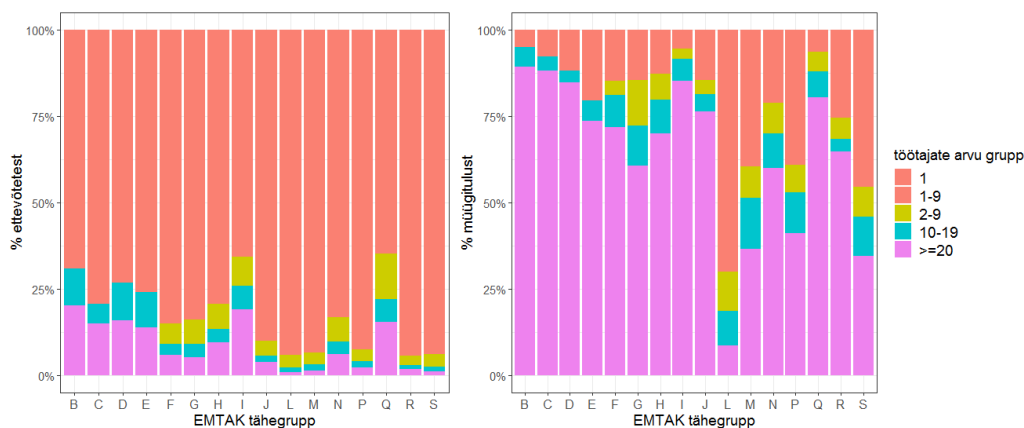 100%
75%
50%
25%
0%
% ettevõtetest
B C D E F G H I J L M N P Q R S
EMTAK tähegrupp
100%
75%
50%
25%
0%
% müügitulust
B C D E F G H I J L M N P Q R S
EMTAK tähegrupp
töötajate arvu grupp
1
1-9
2-9
10-19
>=20